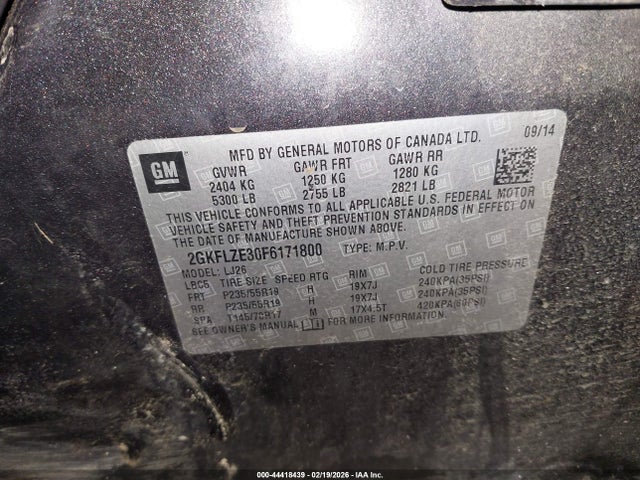 09/14
GM
MFD BY GENERAL MOTORS OF CANADA LTD.
GVWR GAWR FRT GAWR RR
2404 KG 1250 KG 1280 KG
5300 LB 2755 LB 2821 LB
THIS VEHICLE CONFORMS TO ALL APPLICABLE U.S. FEDERAL MOTOR
VEHICLE SAFETY AND THEFT PREVENTION STANDARDS IN EFFECT ON
THE DATE OF MANUFACTURE SHOWN ABOVE.
2GKFLZE30F6171800 TYPE: M.P.V.
MODEL: LJ26
LBC5 TIRE SIZE SPEED RTG RIM COLD TIRE PRESSURE
FRT P235/55R19 H 19X7J 240KPA(35PSI)
RR P235/55R19 H 19X7J 240KPA(35PSI)
SPA T145/70R17 M 17X4.5T 420KPA(60PSI)
SEE OWNER'S MANUAL FOR MORE INFORMATION.
000-44418439 - 02/19/2026 - IAA Inc.